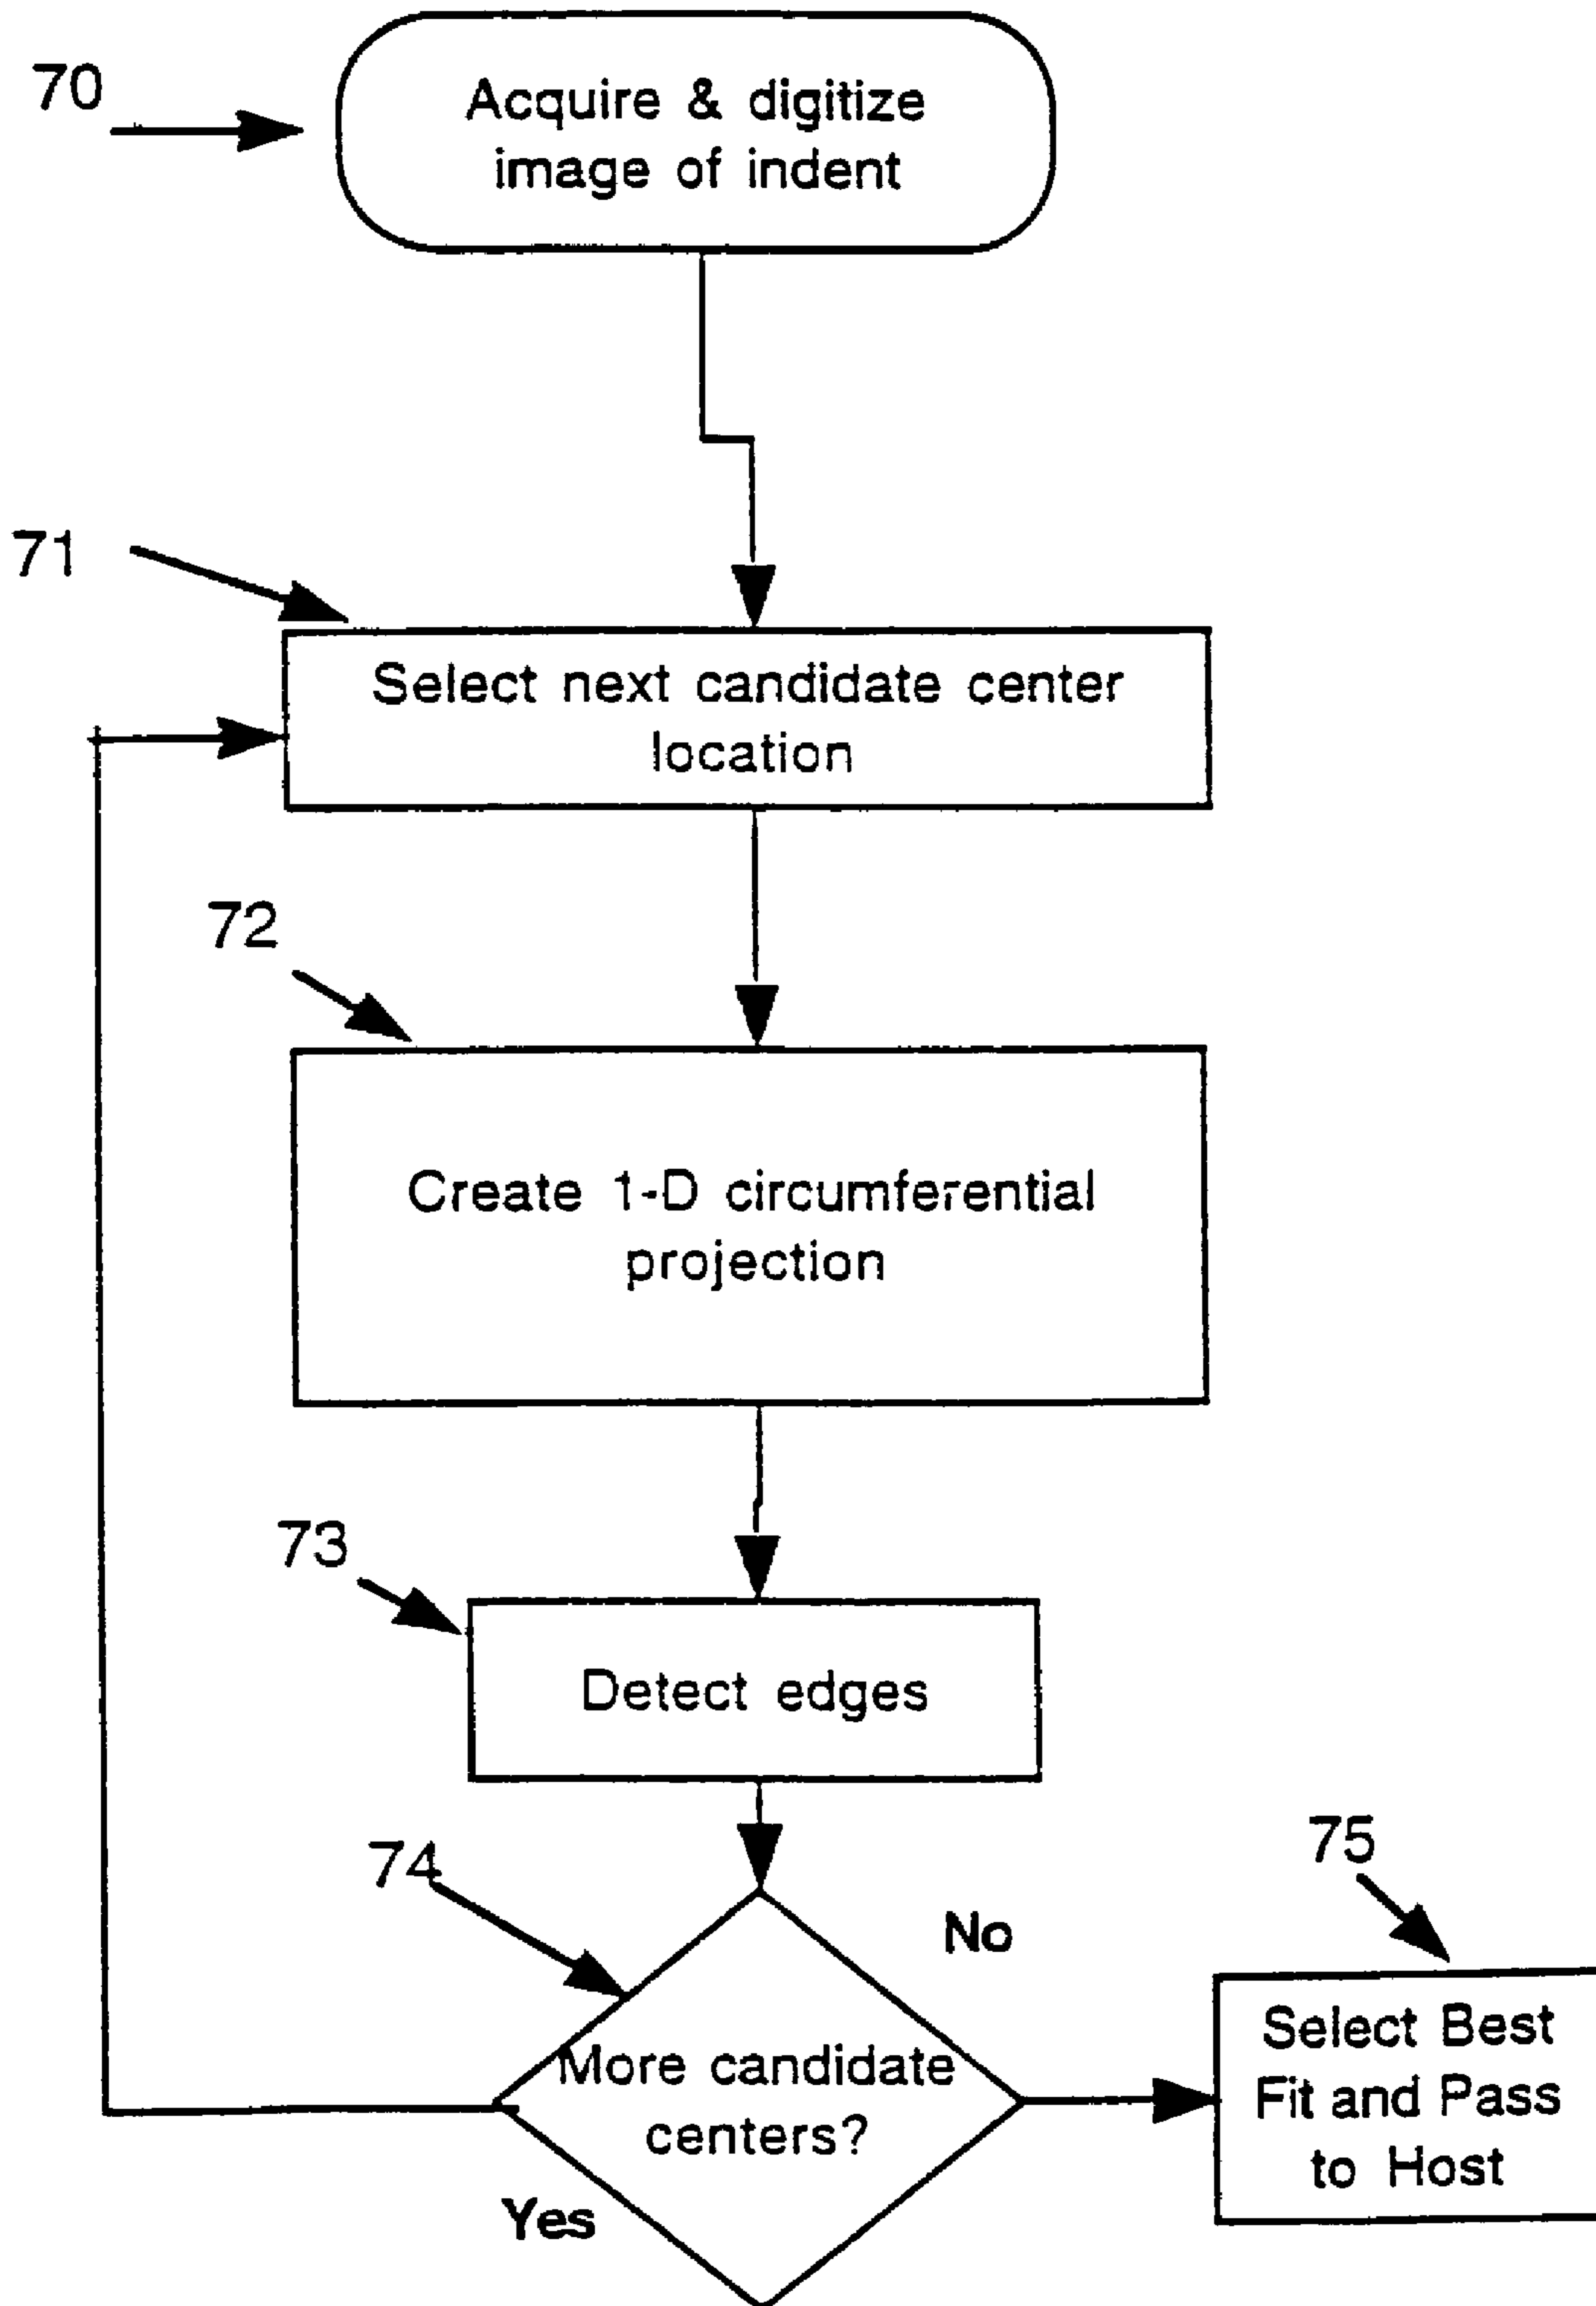 70
Acquire & digitize
image of indent
71
Select next candidate center
location
72
Create 1-D circumferential
projection
73
Detect edges
74
More candidate
centers?
No
Yes
75
Select Best
Fit and Pass
to Host